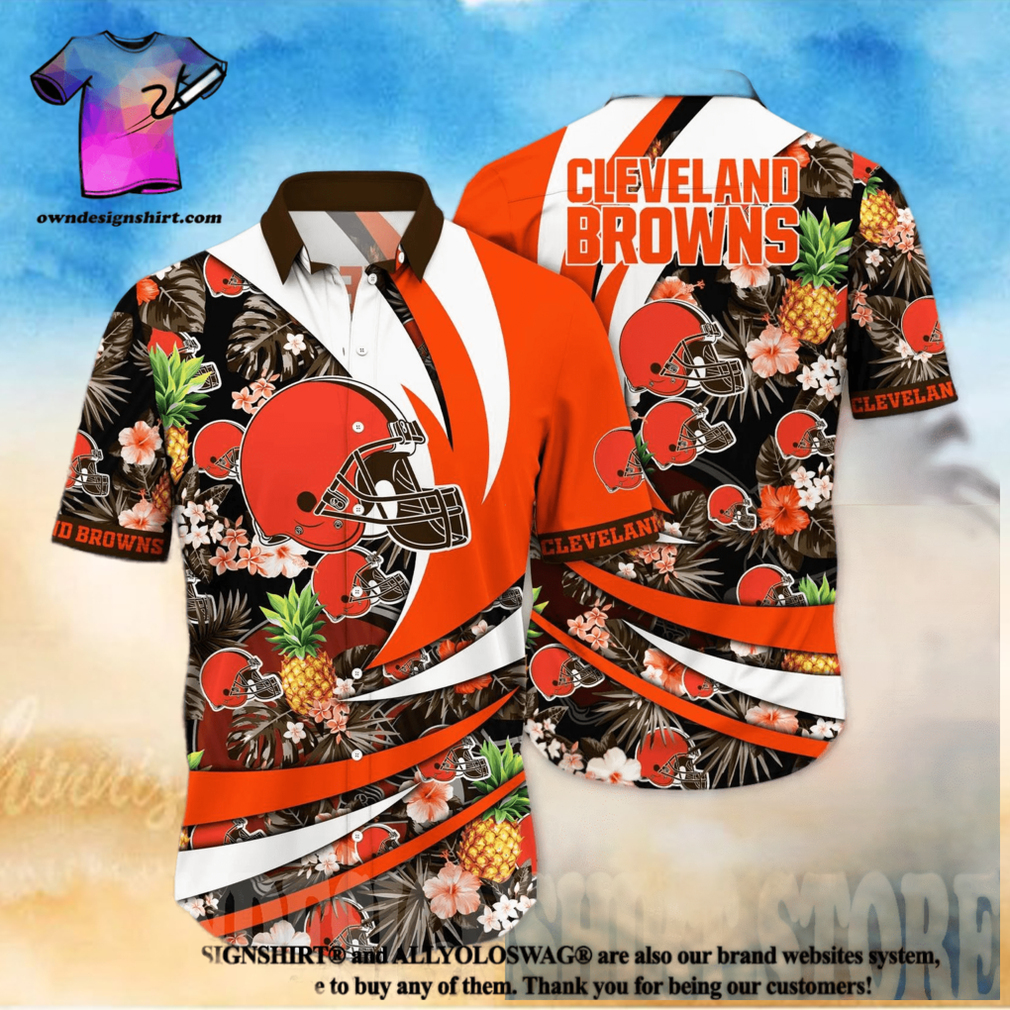 owndesignshirt.com
CLEVELAND
BROWNS
CLEVELAN
D BROWNS
CLEVELAND
STORE
SIGNSHIRT® and ALLYOLOSWAG® are also our brand websites system,
e to buy any of them. Thank you for being our customers!